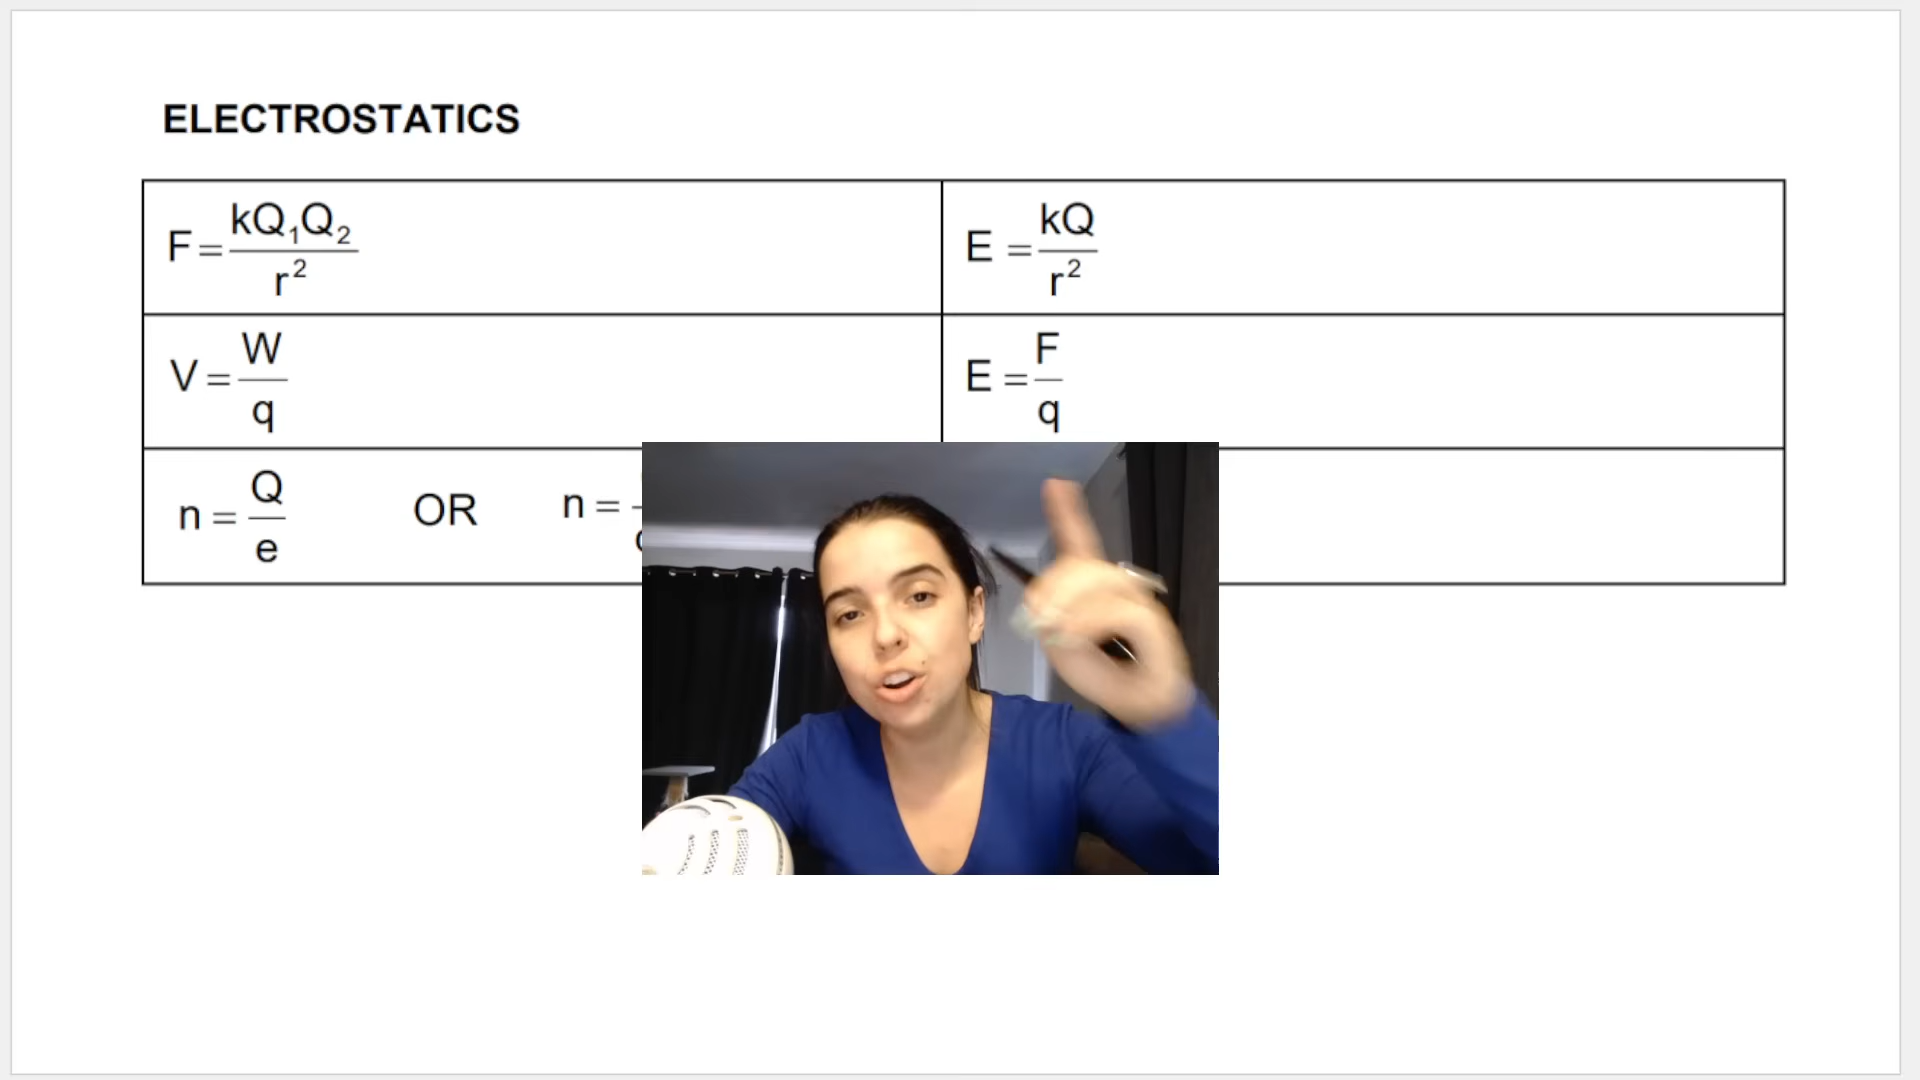 ELECTROSTATICS
F = kQ₁Q₂ / r²
E = kQ / r²
V = W / q
E = F / q
n = Q / e OR n =